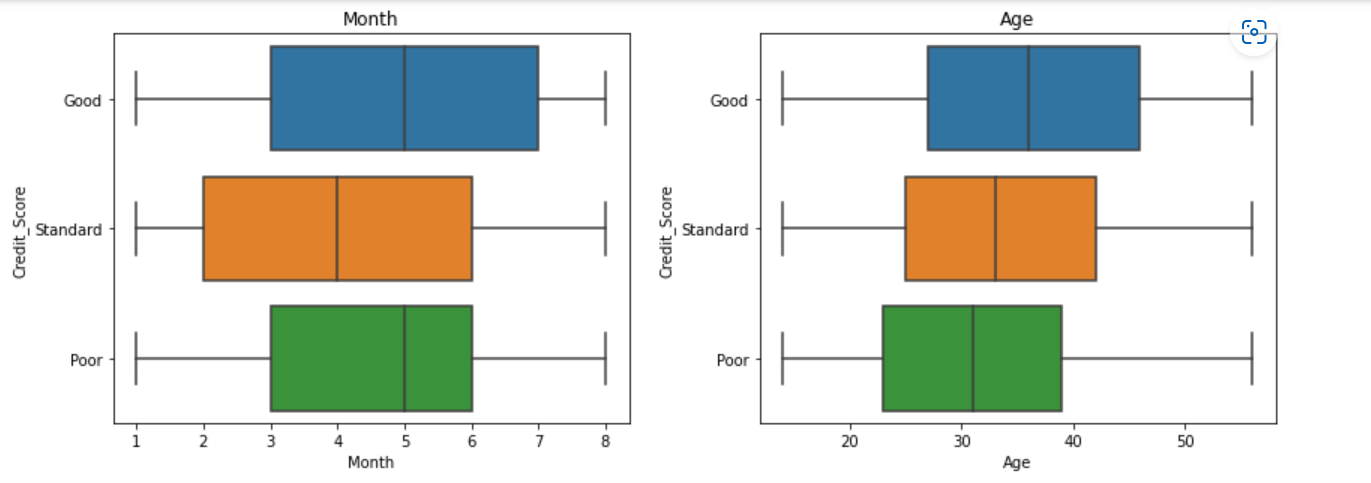 Month
Credit_Score
Good
Standard
Poor
1 2 3 4 5 6 7 8
Month
Age
Credit_Score
Good
Standard
Poor
20 30 40 50
Age